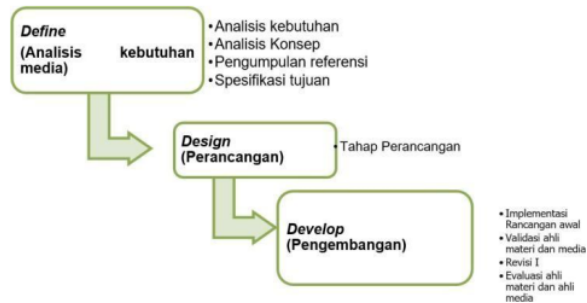 Define
(Analisis kebutuhan
media)
•Analisis kebutuhan
•Analisis Konsep
•Pengumpulan referensi
•Spesifikasi tujuan
Design
(Perancangan)
•Tahap Perancangan
Develop
(Pengembangan)
•Implementasi
Rancangan awal
•Validasi ahli
materi dan media
•Revisi I
•Evaluasi ahli
materi dan ahli
media